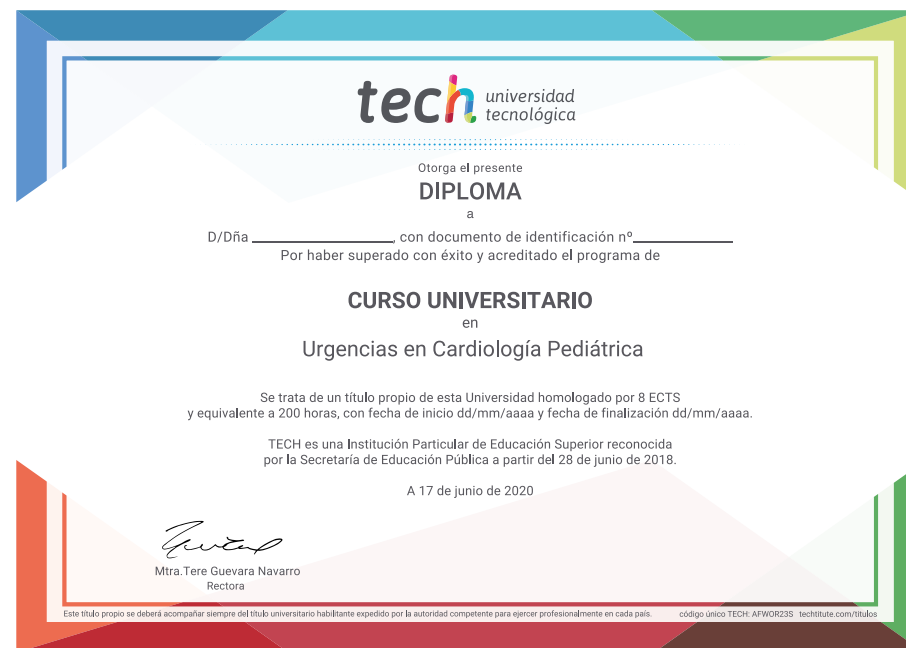 tech universidad
tecnológica
Otorga el presente
DIPLOMA
a
D/Dña ____________________, con documento de identificación nº______________
Por haber superado con éxito y acreditado el programa de
CURSO UNIVERSITARIO
en
Urgencias en Cardiología Pediátrica
Se trata de un título propio de esta Universidad homologado por 8 ECTS
y equivalente a 200 horas, con fecha de inicio dd/mm/aaaa y fecha de finalización dd/mm/aaaa.
TECH es una Institución Particular de Educación Superior reconocida
por la Secretaría de Educación Pública a partir del 28 de junio de 2018.
A 17 de junio de 2020
Mtra.Tere Guevara Navarro
Rectora
Este título propio se deberá acompañar siempre del título universitario habilitante expedido por la autoridad competente para ejercer profesionalmente en cada país. código único TECH: AFWOR23S techtitute.com/titulos